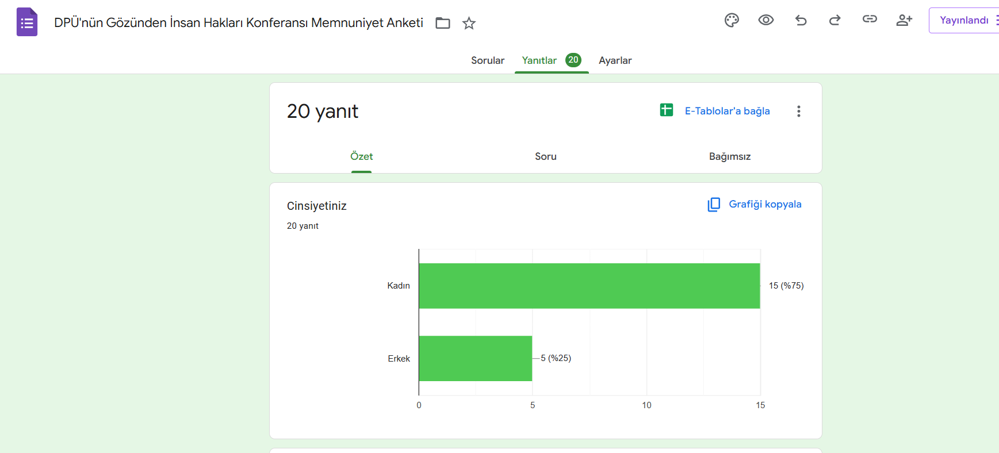 DPÜ'nün Gözünden İnsan Hakları Konferansı Memnuniyet Anketi
Yayınlandı
Sorular
Yanıtlar 20
Ayarlar
20 yanıt
E-Tablolar'a bağla
Özet
Soru
Bağımsız
Cinsiyetiniz
Grafiği kopyala
20 yanıt
Kadın
15 (%75)
Erkek
5 (%25)
0 5 10 15